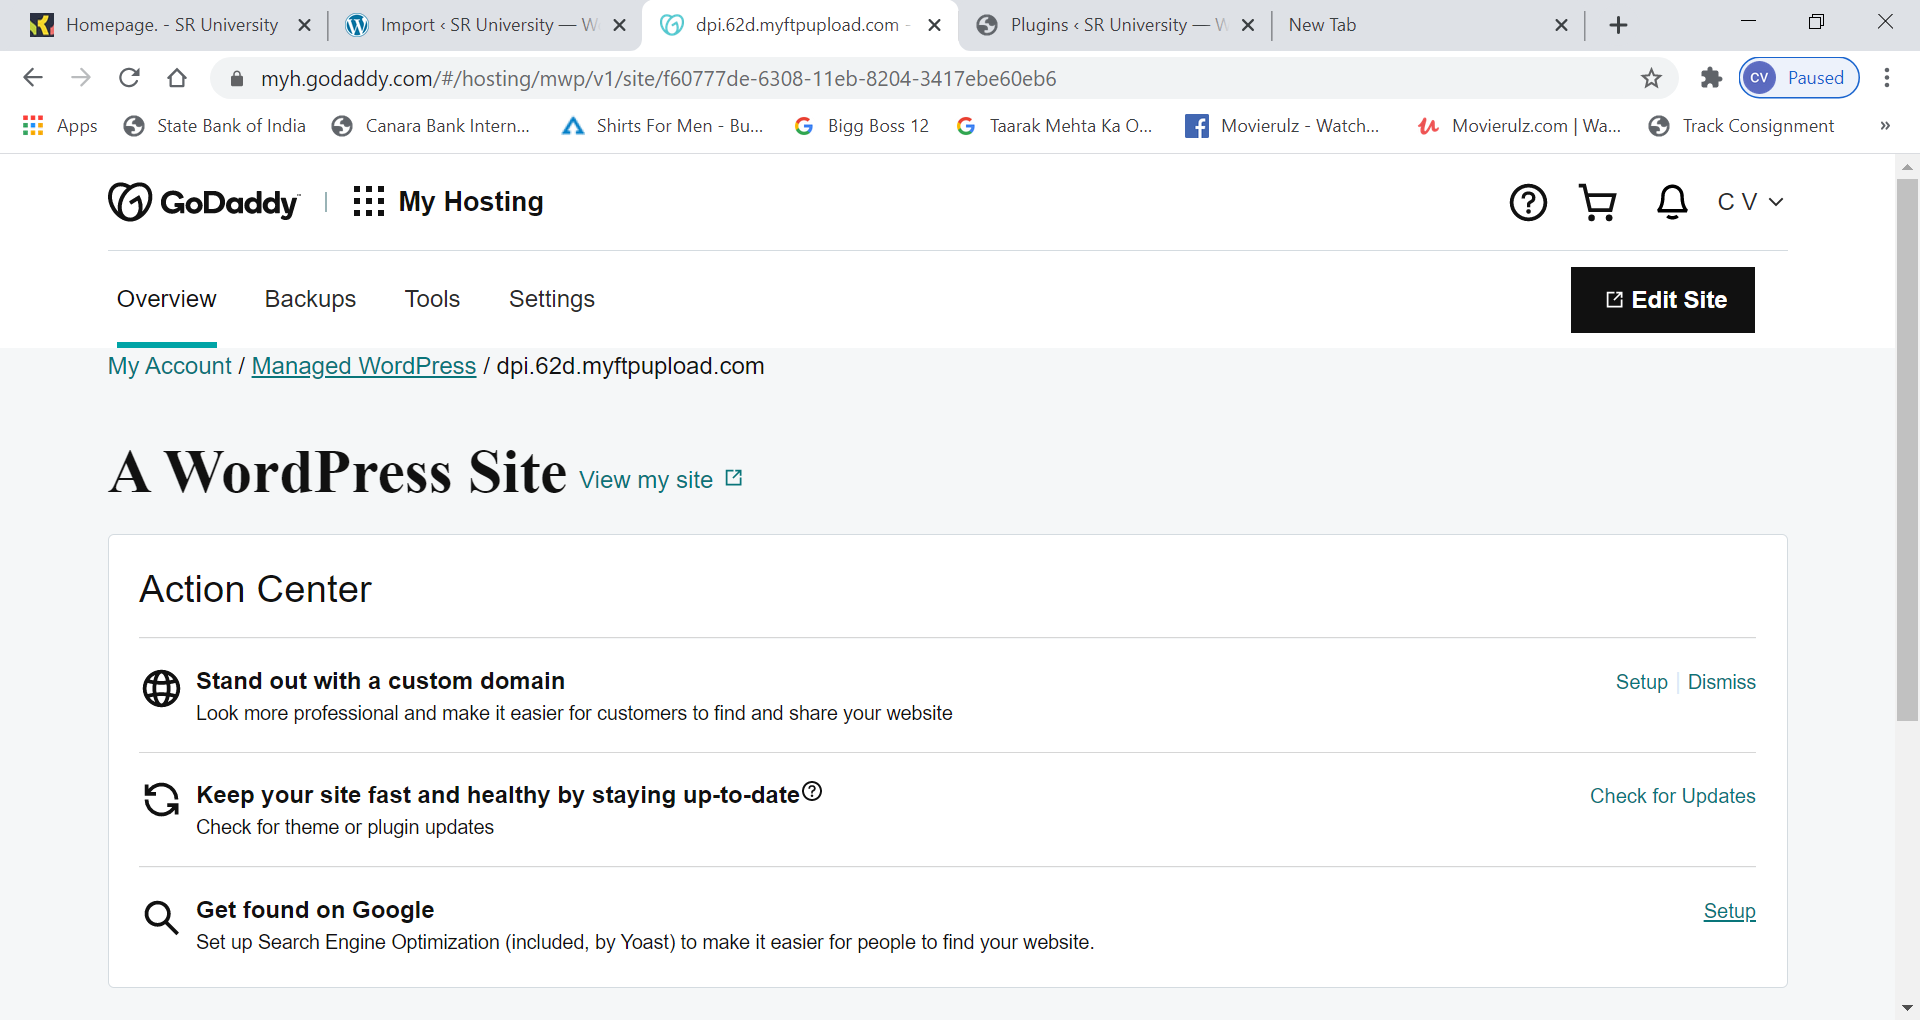 Homepage. - SR University
Import ‹ SR University — W
dpi.62d.myftpupload.com -
Plugins ‹ SR University — W
New Tab
myh.godaddy.com/#/hosting/mwp/v1/site/f60777de-6308-11eb-8204-3417ebe60eb6
CV
Paused
Apps
State Bank of India
Canara Bank Intern...
Shirts For Men - Bu...
Bigg Boss 12
Taarak Mehta Ka O...
Movierulz - Watch...
Movierulz.com | Wa...
Track Consignment
»
GoDaddy™ | My Hosting
C V
Overview
Backups
Tools
Settings
Edit Site
My Account / Managed WordPress / dpi.62d.myftpupload.com
A WordPress Site View my site
Action Center
Stand out with a custom domain
Setup | Dismiss
Look more professional and make it easier for customers to find and share your website
Keep your site fast and healthy by staying up-to-date
Check for Updates
Check for theme or plugin updates
Get found on Google
Setup
Set up Search Engine Optimization (included, by Yoast) to make it easier for people to find your website.